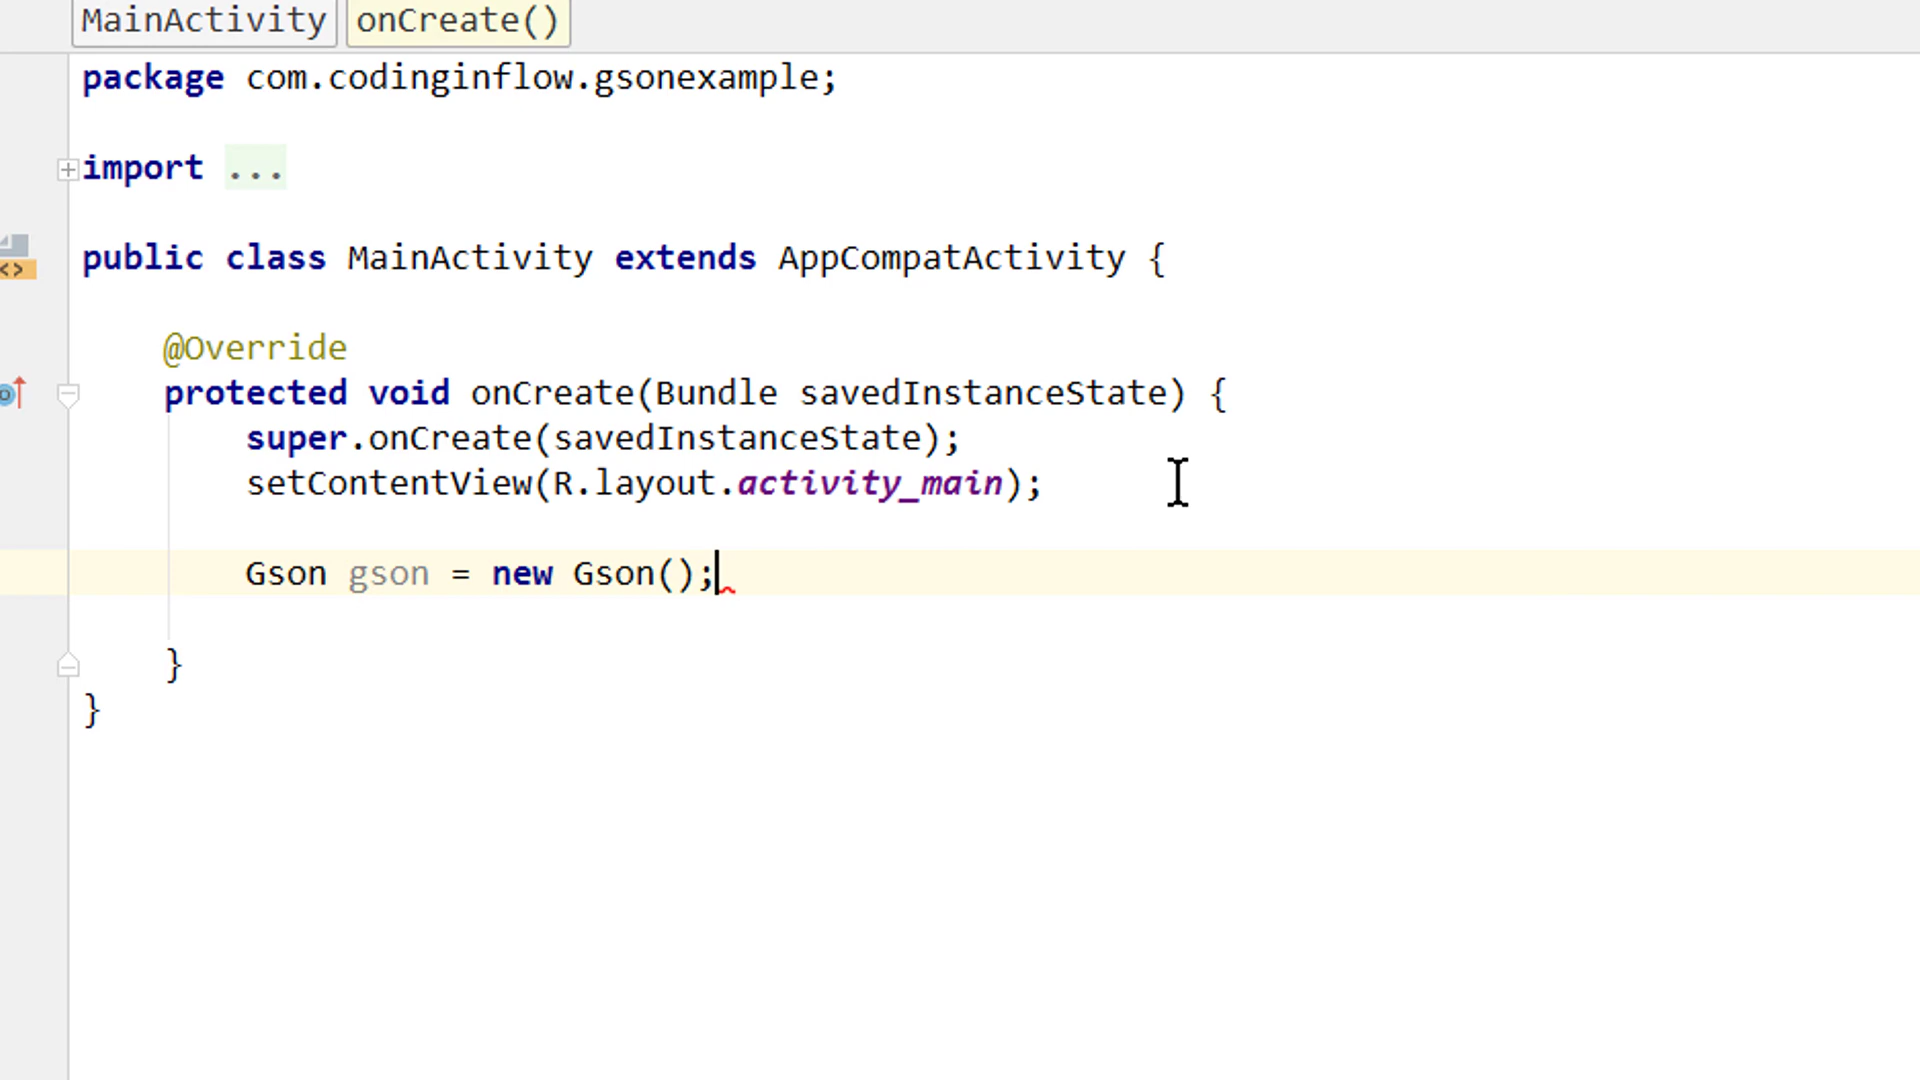 MainActivity onCreate()
package com.codinginflow.gsonexample;
import ...
public class MainActivity extends AppCompatActivity {
@Override
protected void onCreate(Bundle savedInstanceState) {
super.onCreate(savedInstanceState);
setContentView(R.layout.activity_main);
Gson gson = new Gson();
}
}